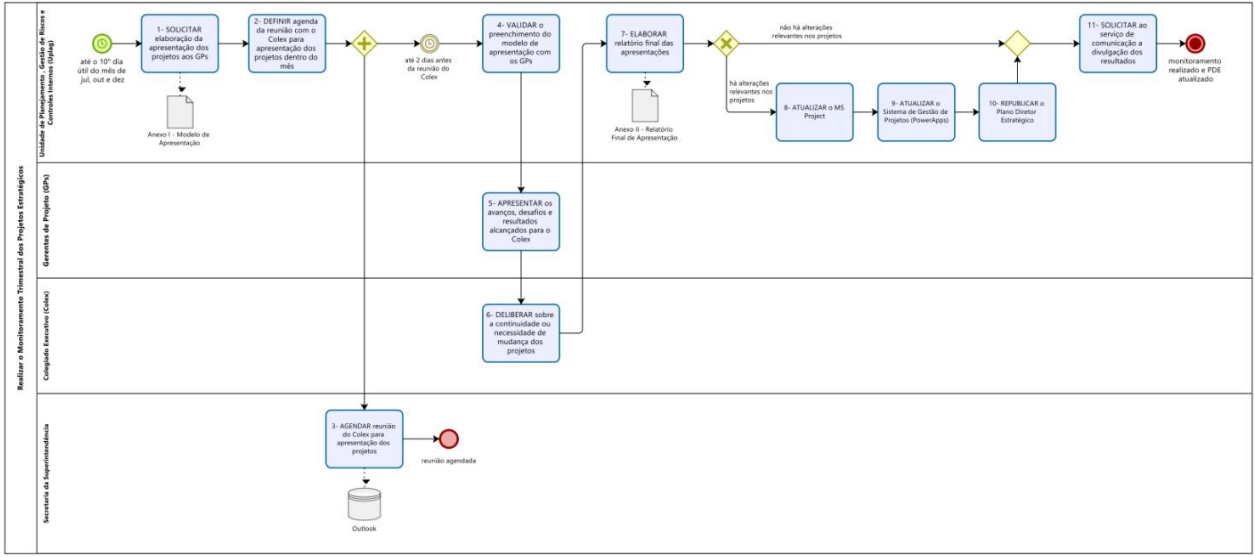 Realizar o Monitoramento Trimestral dos Projetos Estratégicos
Unidade de Planejamento , Gestão de Riscos e
Controles Internos (Uplag)
até o 10° dia
útil do mês de
jul, out e dez
1- SOLICITAR
elaboração da
apresentação dos
projetos aos GPs
Anexo I - Modelo de
Apresentação
2- DEFINIR agenda
da reunião com o
Colex para
apresentação dos
projetos dentro do
mês
até 2 dias antes
da reunião do
Colex
4- VALIDAR o
preenchimento do
modelo de
apresentação com
os GPs
7- ELABORAR
relatório final das
apresentações
Anexo II - Relatório
Final de Apresentação
não há alterações
relevantes nos projetos
há alterações
relevantes nos
projetos
8- ATUALIZAR o MS
Project
9- ATUALIZAR o
Sistema de Gestão de
Projetos (PowerApps)
10- REPUBLICAR o
Plano Diretor
Estratégico
11- SOLICITAR ao
serviço de
comunicação a
divulgação dos
resultados
monitoramento
realizado e PDE
atualizado
Gerentes de Projeto (GPs)
5- APRESENTAR os
avanços, desafios e
resultados
alcançados para o
Colex
Colegiado Executivo (Colex)
6- DELIBERAR sobre
a continuidade ou
necessidade de
mudança dos
projetos
Secretaria da Superintendência
3- AGENDAR reunião
do Colex para
apresentação dos
projetos
reunião agendada
Outlook